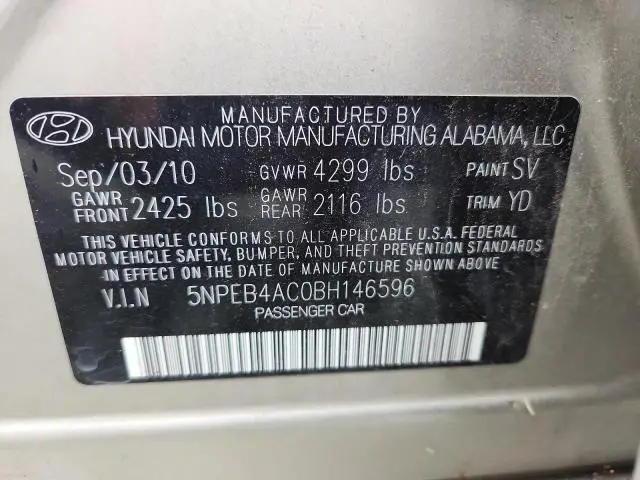 MANUFACTURED BY
HYUNDAI MOTOR MANUFACTURING ALABAMA, LLC
Sep/03/10 GVWR 4299 lbs PAINT SV
GAWR FRONT 2425 lbs GAWR REAR 2116 lbs TRIM YD
THIS VEHICLE CONFORMS TO ALL APPLICABLE U.S.A. FEDERAL
MOTOR VEHICLE SAFETY, BUMPER, AND THEFT PREVENTION STANDARDS
IN EFFECT ON THE DATE OF MANUFACTURE SHOWN ABOVE.
V.I.N 5NPEB4AC0BH146596
PASSENGER CAR